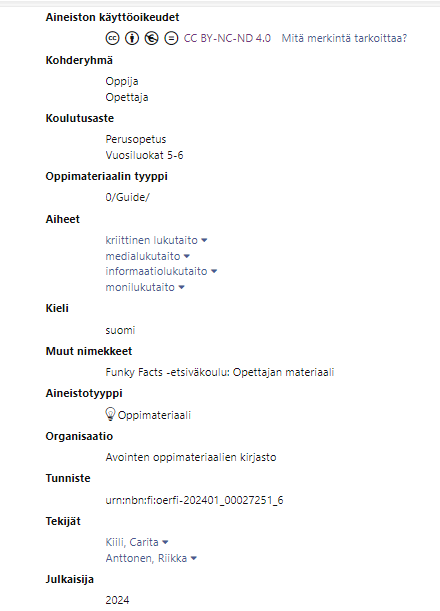 Aineiston käyttöoikeudet
CC BY-NC-ND 4.0 Mitä merkintä tarkoittaa?
Kohderyhmä
Oppija
Opettaja
Koulutusaste
Perusopetus
Vuosiluokat 5-6
Oppimateriaalin tyyppi
0/Guide/
Aiheet
kriittinen lukutaito
medialukutaito
informaatiolukutaito
monilukutaito
Kieli
suomi
Muut nimekkeet
Funky Facts -etsiväkoulu: Opettajan materiaali
Aineistotyyppi
Oppimateriaali
Organisaatio
Avointen oppimateriaalien kirjasto
Tunniste
urn:nbn:fi:oerfi-202401_00027251_6
Tekijät
Kiili, Carita
Anttonen, Riikka
Julkaisija
2024